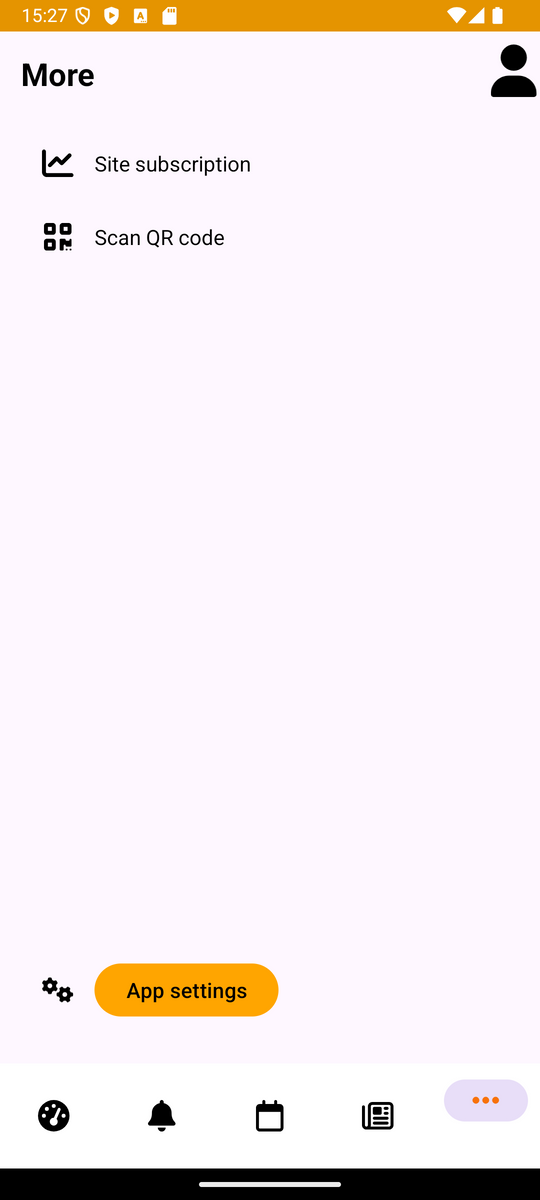 15:27
More
Site subscription
Scan QR code
App settings